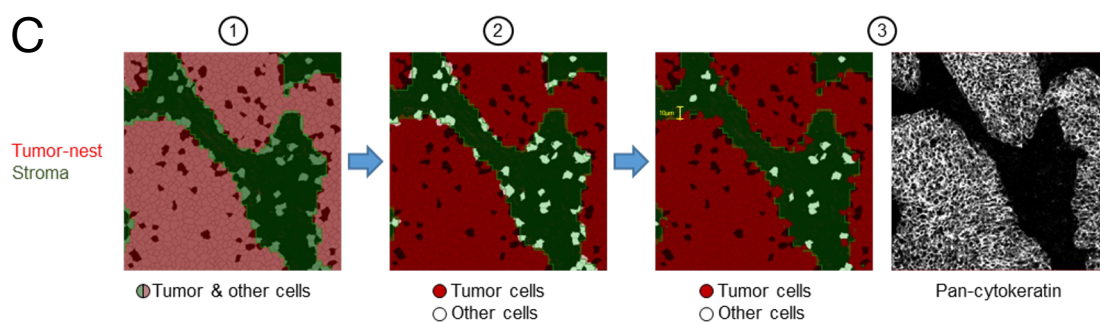 C
1
2
3
Tumor-nest
Stroma
10µm
Tumor & other cells
Tumor cells
Other cells
Tumor cells
Other cells
Pan-cytokeratin